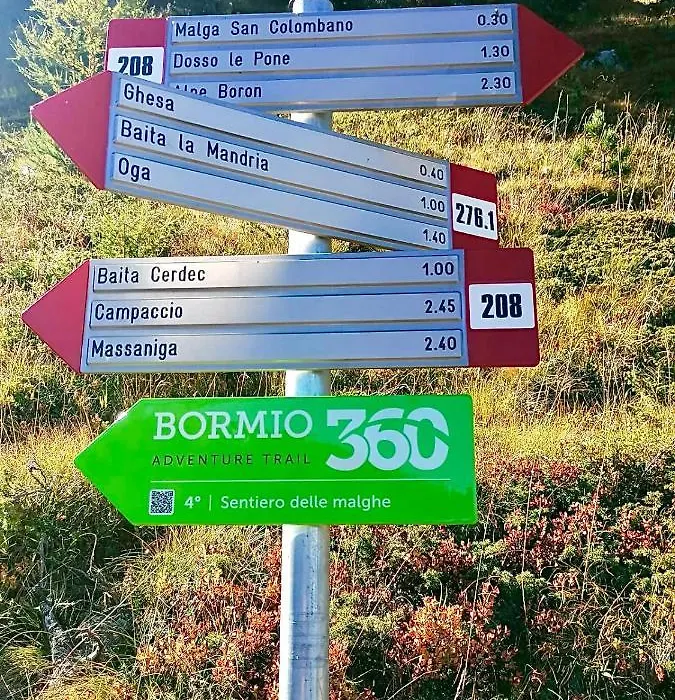 Malga San Colombano 0.30
208
Dosso le Pone 1.30
Boron 2.30
Ghesa 0.40
Baita la Mandria 1.00
276.1
Oga 1.40
Baita Cerdec 1.00
Campaccio 2.45
208
Massaniga 2.40
BORMIO 360
ADVENTURE TRAIL
4° | Sentiero delle malghe